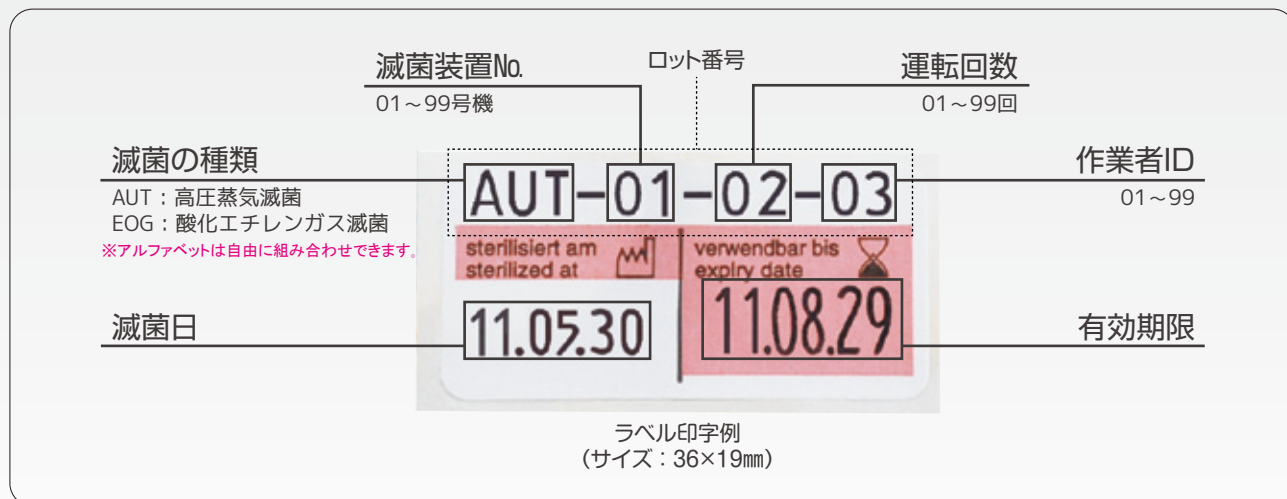 滅菌装置№
01～99号機
ロット番号
運転回数
01～99回
滅菌の種類
AUT：高圧蒸気滅菌
EOG：酸化エチレンガス滅菌
※アルファベットは自由に組み合わせできます。
作業者ID
01～99
AUT-01-02-03
sterilisiert am
sterilized at
verwendbar bis
expiry date
滅菌日
11.05.30
11.08.29
有効期限
ラベル印字例
（サイズ：36×19㎜）